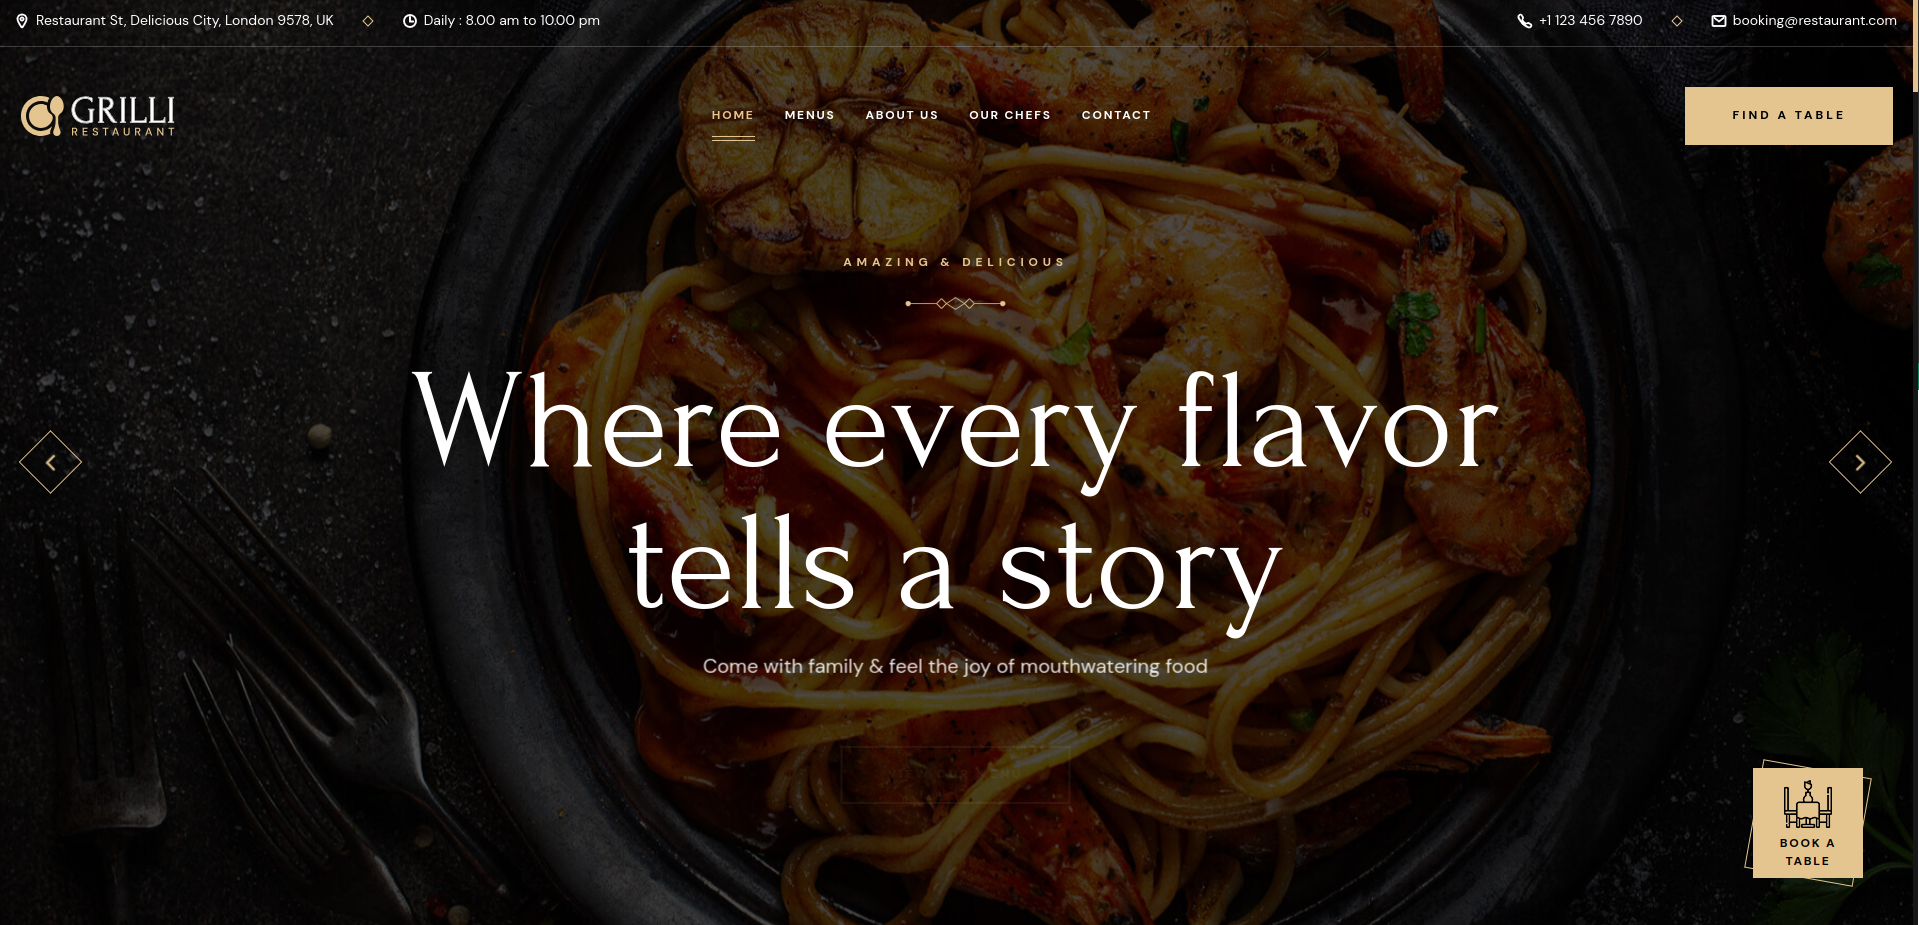 Restaurant St, Delicious City, London 9578, UK
Daily : 8.00 am to 10.00 pm
+1 123 456 7890
booking@restaurant.com
GRILLI
RESTAURANT
HOME
MENUS
ABOUT US
OUR CHEFS
CONTACT
FIND A TABLE
AMAZING & DELICIOUS
Where every flavor
tells a story
Come with family & feel the joy of mouthwatering food
BOOK A
TABLE